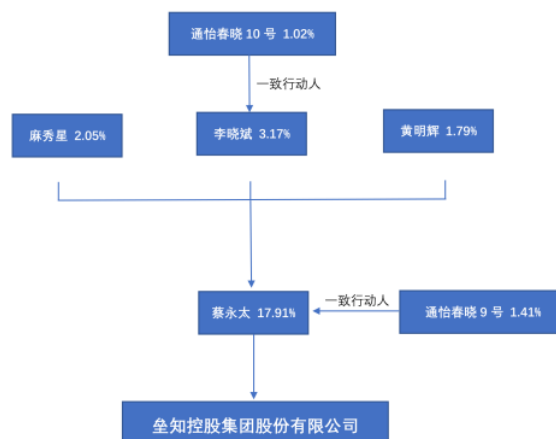 通怡春晓 10 号 1.02%
一致行动人
麻秀星 2.05%
李晓斌 3.17%
黄明辉 1.79%
蔡永太 17.91%
一致行动人
通怡春晓 9 号 1.41%
垒知控股集团股份有限公司